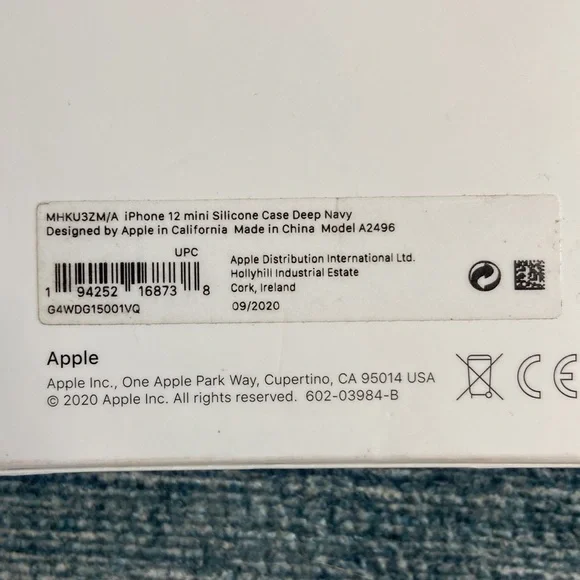 MHKU3ZM/A iPhone 12 mini Silicone Case Deep Navy
Designed by Apple in California Made in China Model A2496
UPC
1 94252 16873 8
G4WDG15001VQ
Apple Distribution International Ltd.
Hollyhill Industrial Estate
Cork, Ireland
09/2020
Apple
Apple Inc., One Apple Park Way, Cupertino, CA 95014 USA
© 2020 Apple Inc. All rights reserved. 602-03984-B
CE